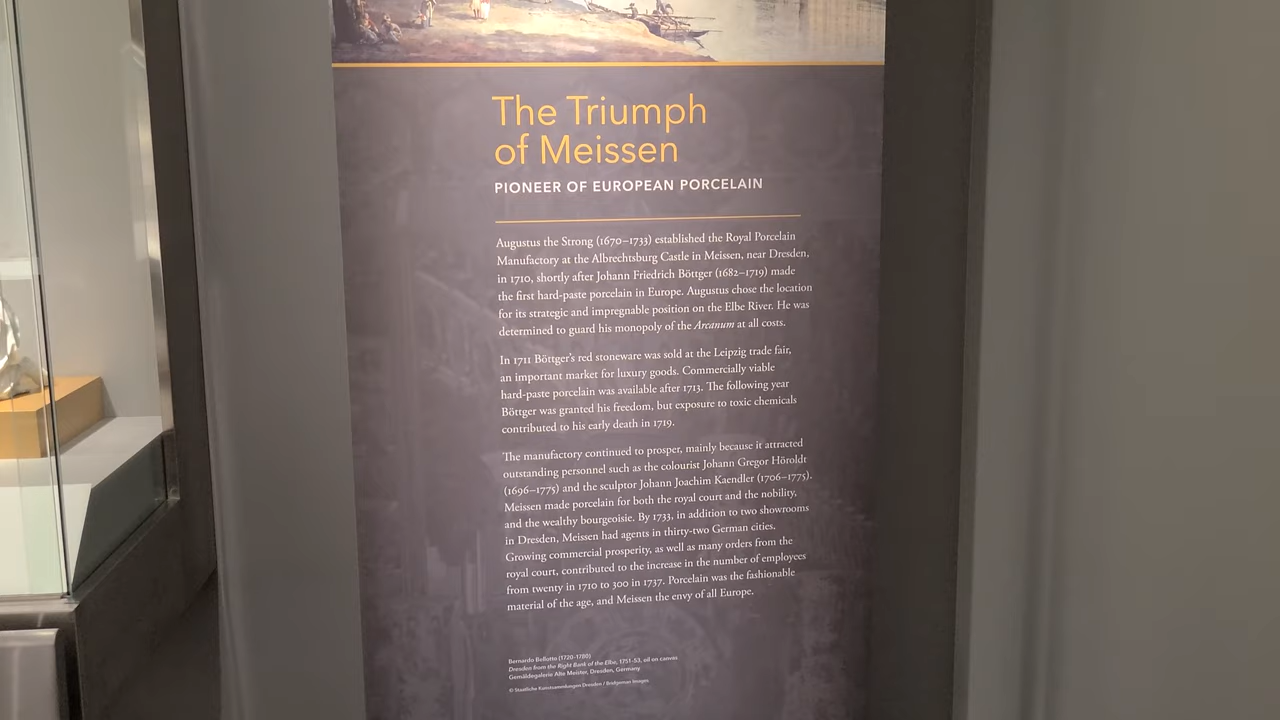 The Triumph
of Meissen
PIONEER OF EUROPEAN PORCELAIN
Augustus the Strong (1670–1733) established the Royal Porcelain
Manufactory at the Albrechtsburg Castle in Meissen, near Dresden,
in 1710, shortly after Johann Friedrich Böttger (1682–1719) made
the first hard-paste porcelain in Europe. Augustus chose the location
for its strategic and impregnable position on the Elbe River. He was
determined to guard his monopoly of the Arcanum at all costs.
In 1711 Böttger's red stoneware was sold at the Leipzig trade fair,
an important market for luxury goods. Commercially viable
hard-paste porcelain was available after 1713. The following year
Böttger was granted his freedom, but exposure to toxic chemicals
contributed to his early death in 1719.
The manufactory continued to prosper, mainly because it attracted
outstanding personnel such as the colourist Johann Gregor Höroldt
(1696–1775) and the sculptor Johann Joachim Kaendler (1706–1775).
Meissen made porcelain for both the royal court and the nobility,
and the wealthy bourgeoisie. By 1733, in addition to two showrooms
in Dresden, Meissen had agents in thirty-two German cities.
Growing commercial prosperity, as well as many orders from the
royal court, contributed to the increase in the number of employees
from twenty in 1710 to 300 in 1737. Porcelain was the fashionable
material of the age, and Meissen the envy of all Europe.
Bernardo Bellotto (1720–1780)
Dresden from the Right Bank of the Elbe, 1751–53, oil on canvas
Gemäldegalerie Alte Meister, Dresden, Germany
© Staatliche Kunstsammlungen Dresden / Bridgeman Images